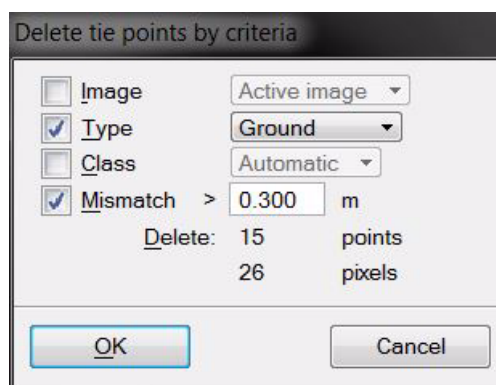 Delete tie points by criteria
Image Active image
Type Ground
Class Automatic
Mismatch > 0.300 m
Delete: 15 points
26 pixels
OK Cancel